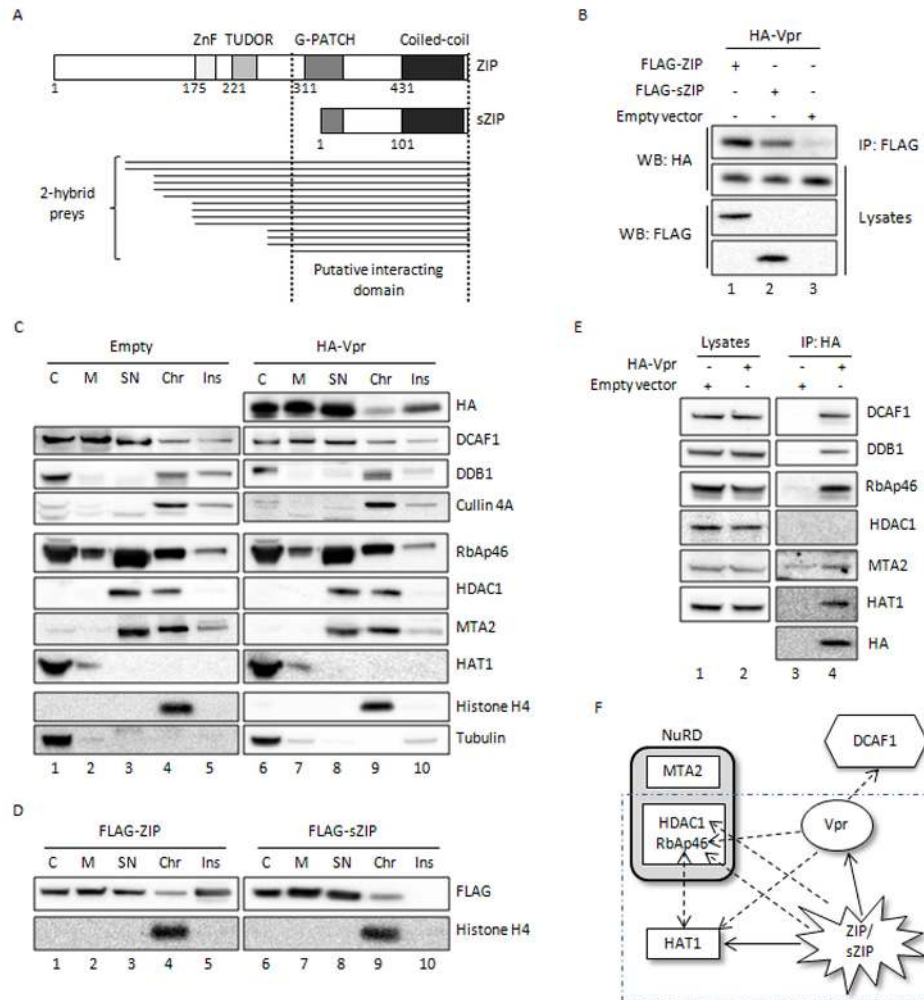 A
ZnF TUDOR G-PATCH Coiled-coil
ZIP
1 175 221 311 431
sZIP
1 101
2-hybrid
preys
Putative interacting
domain
B
HA-Vpr
FLAG-ZIP + - -
FLAG-sZIP - + -
Empty vector - - +
WB: HA
IP: FLAG
WB: FLAG
Lysates
1 2 3
C
Empty HA-Vpr
C M SN Chr Ins C M SN Chr Ins
HA
DCAF1
DDB1
Cullin 4A
RbAp46
HDAC1
MTA2
HAT1
Histone H4
Tubulin
1 2 3 4 5 6 7 8 9 10
D
FLAG-ZIP FLAG-sZIP
C M SN Chr Ins C M SN Chr Ins
FLAG
Histone H4
1 2 3 4 5 6 7 8 9 10
E
Lysates IP: HA
HA-Vpr - + - +
Empty vector + - + -
DCAF1
DDB1
RbAp46
HDAC1
MTA2
HAT1
HA
1 2 3 4
F
NuRD
MTA2
DCAF1
HDAC1
RbAp46
Vpr
HAT1
ZIP/
sZIP